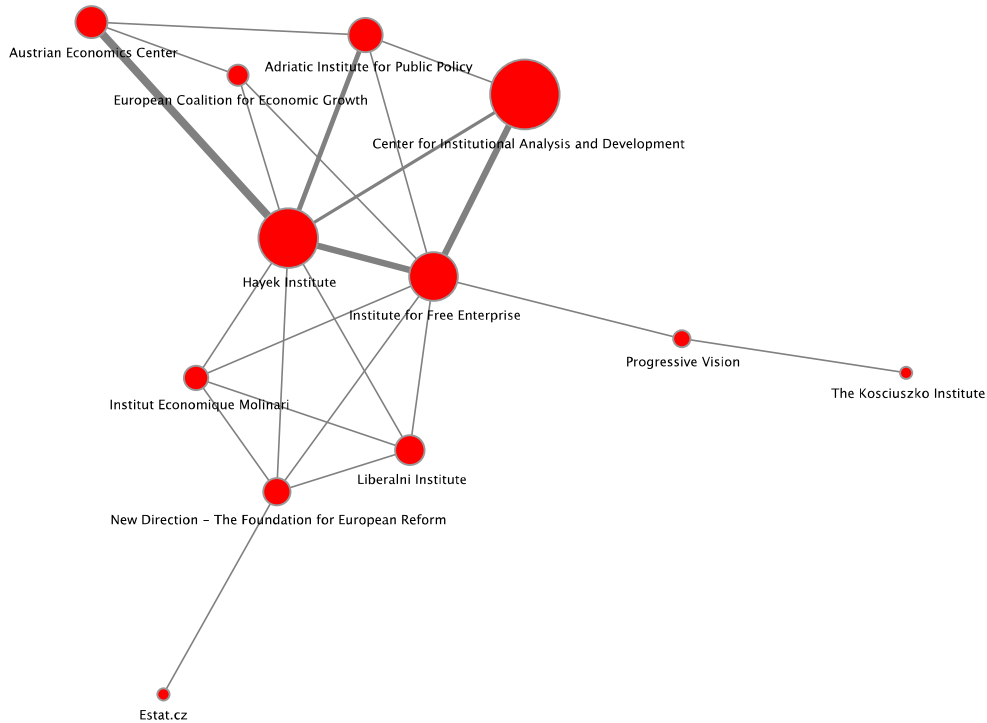 Austrian Economics Center
Adriatic Institute for Public Policy
European Coalition for Economic Growth
Center for Institutional Analysis and Development
Hayek Institute
Institute for Free Enterprise
Progressive Vision
The Kosciuszko Institute
Institut Economique Molinari
Liberalni Institute
New Direction – The Foundation for European Reform
Estat.cz